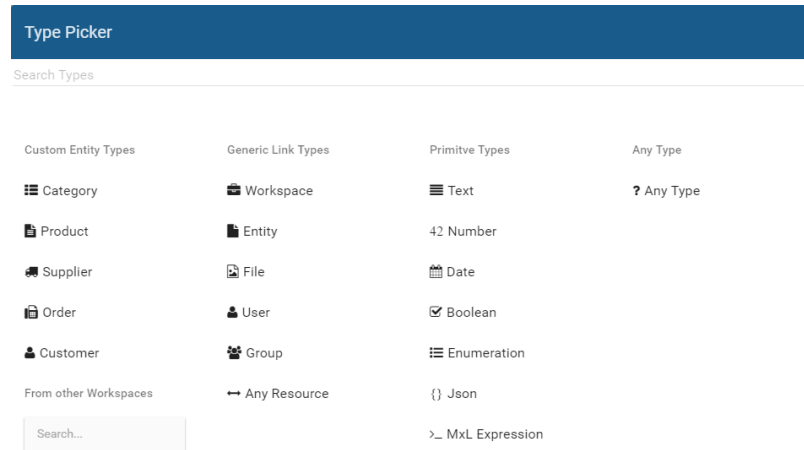 Type Picker
Search Types
Custom Entity Types Generic Link Types Primitve Types Any Type
Category Workspace Text ? Any Type
Product Entity 42 Number
Supplier File Date
Order User Boolean
Customer Group Enumeration
From other Workspaces Any Resource {} Json
Search... >_ MxL Expression